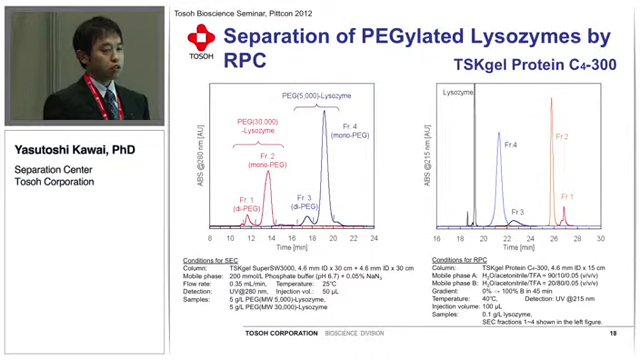 Tosoh Bioscience Seminar, Pittcon 2012
TOSOH
Separation of PEGylated Lysozymes by
RPC
TSKgel Protein C4-300
Yasutoshi Kawai, PhD
Separation Center
Tosoh Corporation
ABS @280 nm [AU]
PEG(5,000)-Lysozyme
PEG(30,000)
-Lysozyme
Fr. 4
(mono-PEG)
Fr. 2
(mono-PEG)
Fr. 1
(di-PEG)
Fr. 3
(di-PEG)
8 10 12 14 16 18 20 22 24
Time [min]
ABS @215 nm [AU]
Lysozyme
Fr.4
Fr.2
Fr.3
Fr.1
16 18 20 22 24 26 28 30
Time [min]
Conditions for SEC
Column: TSKgel SuperSW3000, 4.6 mm ID x 30 cm + 4.6 mm ID x 30 cm
Mobile phase: 200 mmol/L Phosphate buffer (pH 6.7) + 0.05% NaN3
Flow rate: 0.35 mL/min, Temperature: 25°C
Detection: UV@280 nm, Injection vol.: 50 µL
Samples: 5 g/L PEG(MW 5,000)-Lysozyme,
5 g/L PEG(MW 30,000)-Lysozyme
Conditions for RPC
Column: TSKgel Protein C4-300, 4.6 mm ID x 15 cm
Mobile phase A: H2O/acetonitrile/TFA = 90/10/0.05 (v/v/v)
Mobile phase B: H2O/acetonitrile/TFA = 20/80/0.05 (v/v/v)
Gradient: 0% → 100% B in 45 min
Temperature: 40°C, Detection: UV @215 nm
Injection volume: 100 µL
Samples: 0.1 g/L lysozyme,
SEC fractions 1~4 shown in the left figure.
TOSOH CORPORATION BIOSCIENCE DIVISION
18